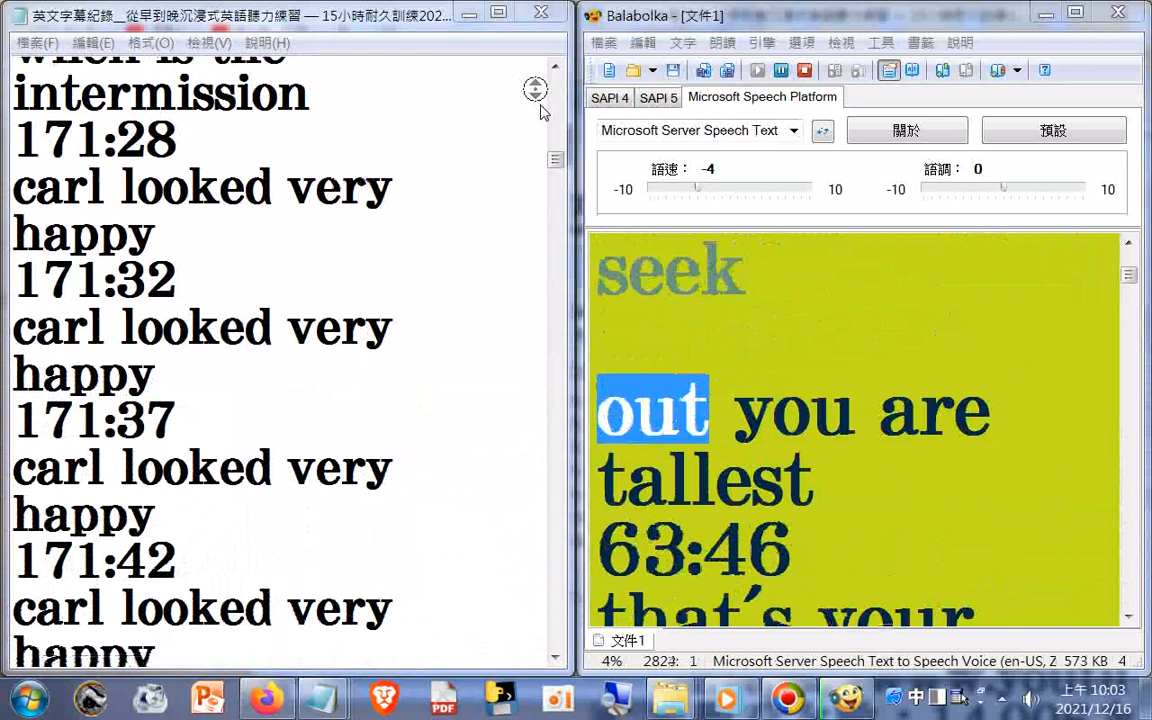 英文字幕紀錄__從早到晚沉浸式英語聽力練習 — 15小時耐久訓練202...
檔案(F) 編輯(E) 格式(O) 檢視(V) 說明(H)
when is the
intermission
171:28
carl looked very
happy
171:32
carl looked very
happy
171:37
carl looked very
happy
171:42
carl looked very
happy
Balabolka - [文件1]
檔案 編輯 文字 朗讀 引擎 選項 檢視 工具 書籤 說明
SAPI 4 SAPI 5 Microsoft Speech Platform
Microsoft Server Speech Text 關於 預設
語速： -4 語調： 0
-10 10 -10 10
seek
out you are
tallest
63:46
that's your
文件1
4% 2824: 1 Microsoft Server Speech Text to Speech Voice (en-US, Z 573 KB 4
PDF
中
上午 10:03
2021/12/16